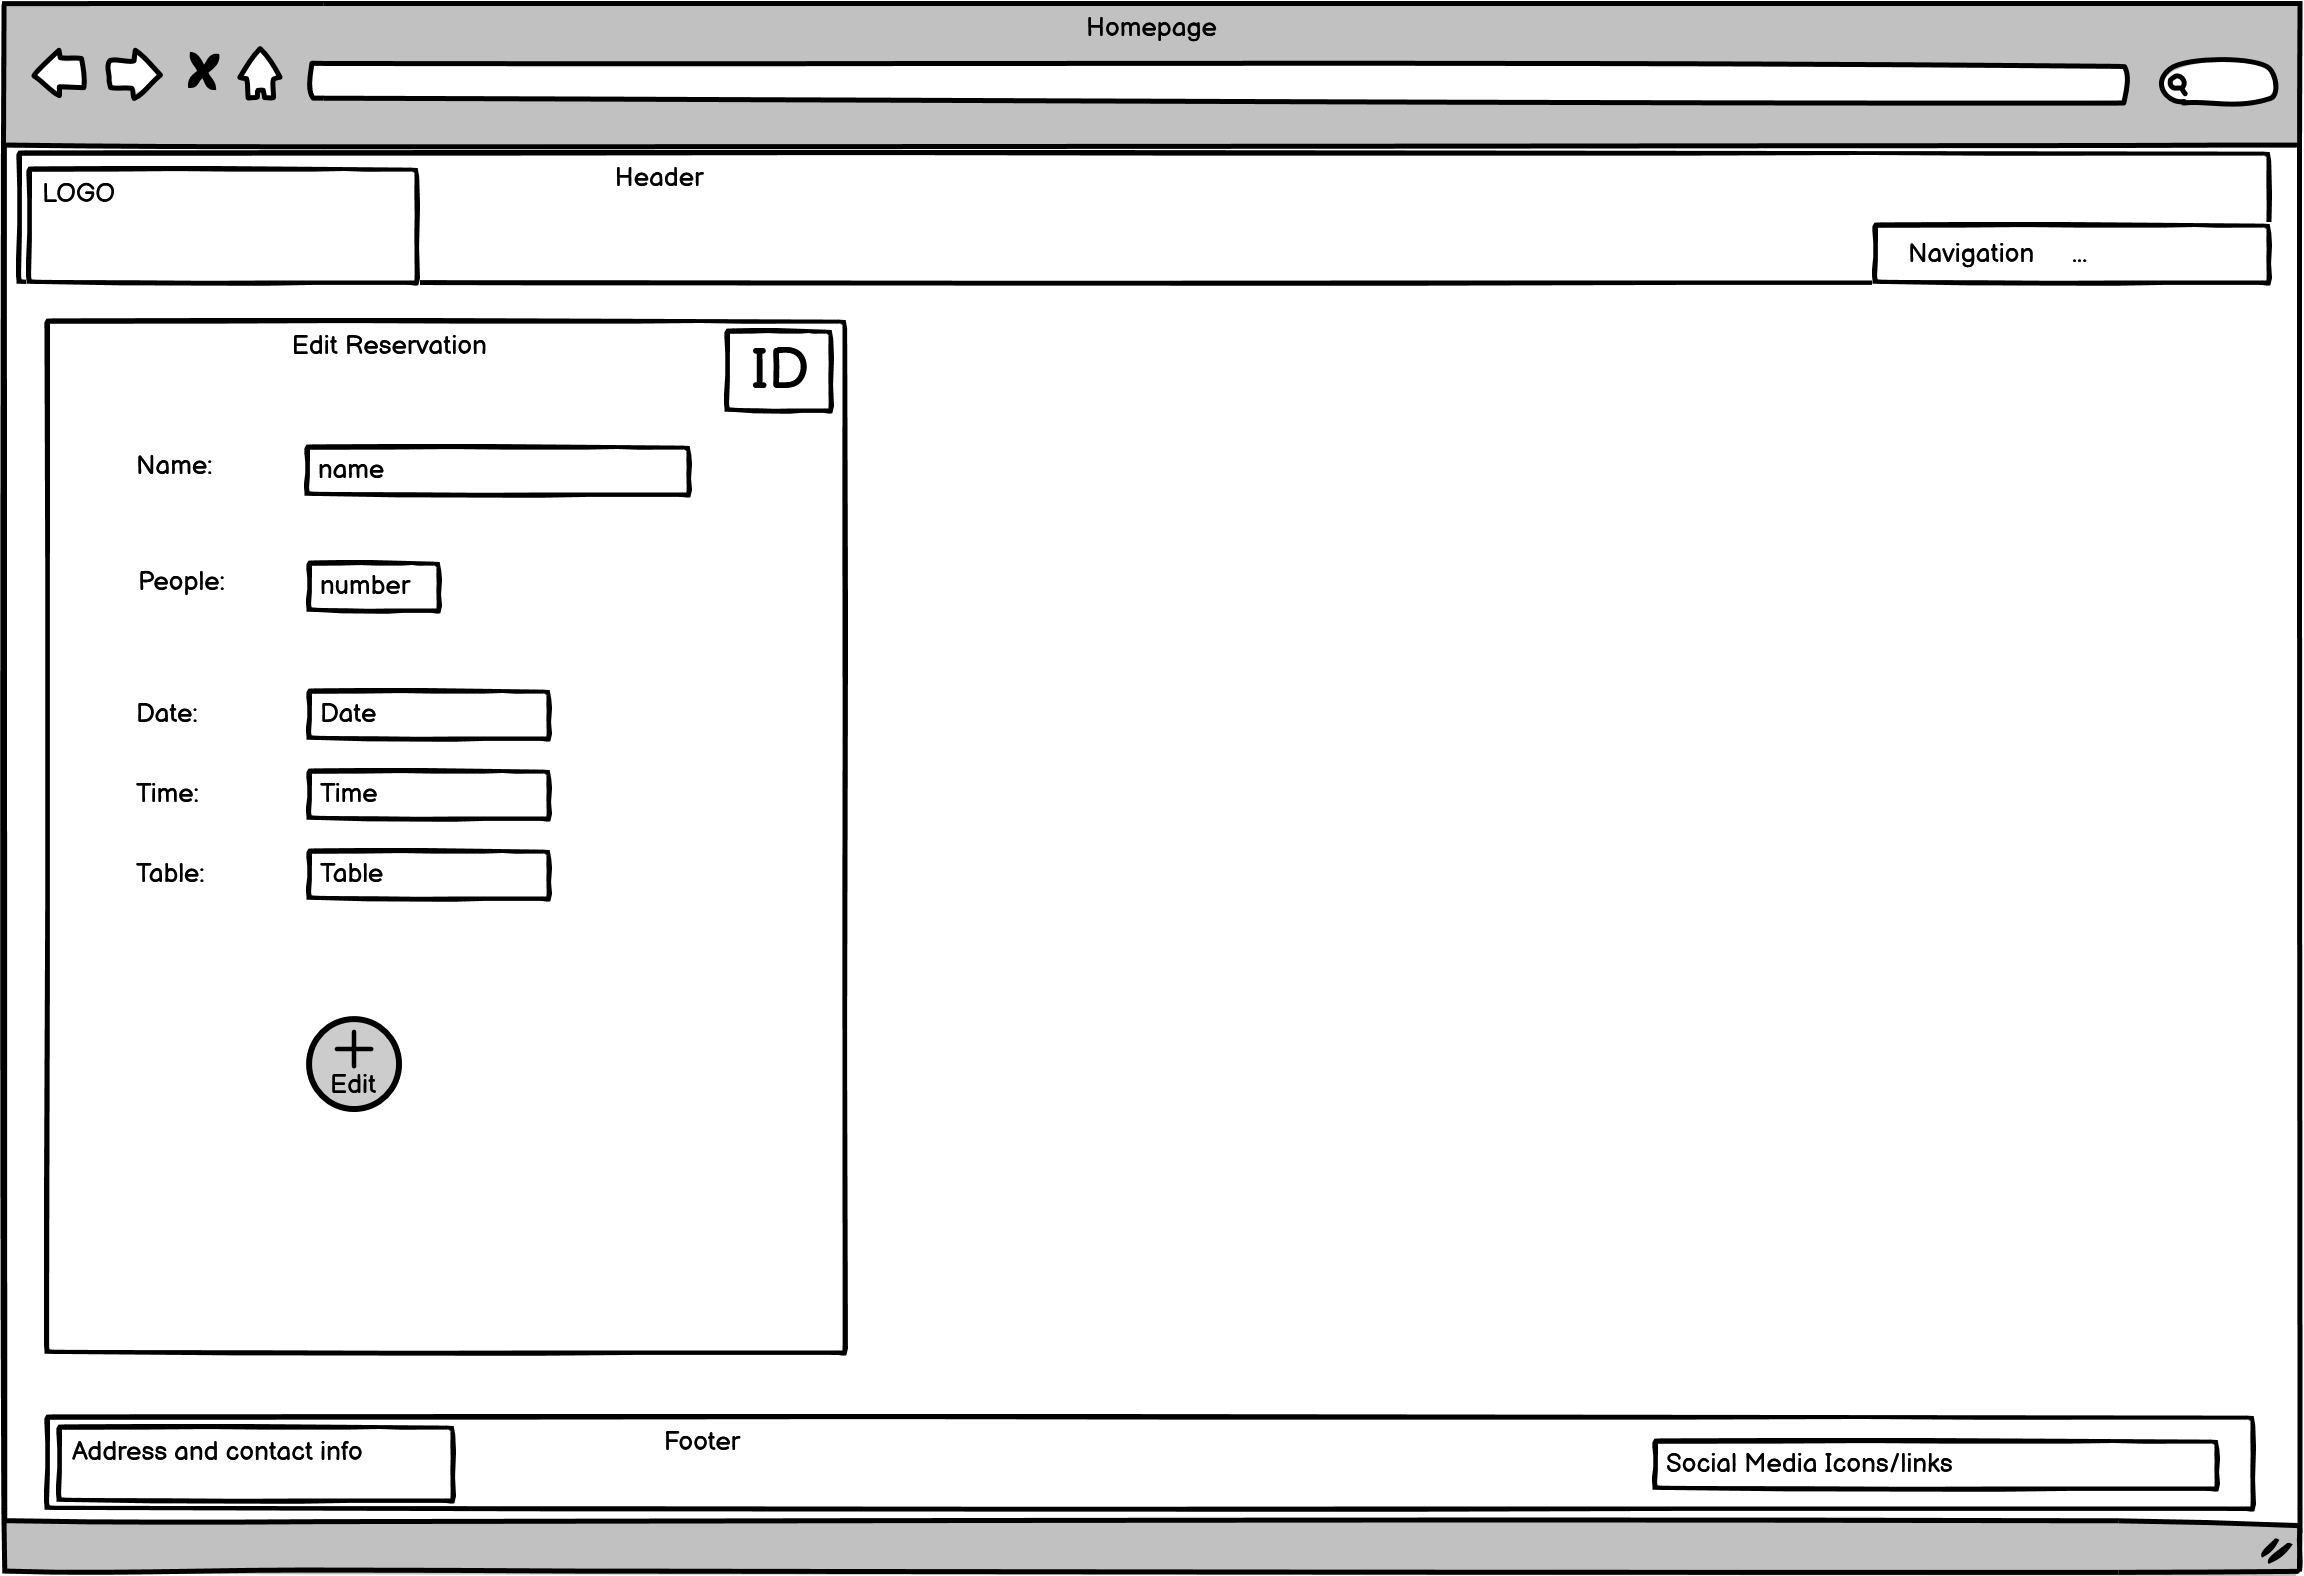 Homepage
LOGO
Header
Navigation ...
Edit Reservation
ID
Name:
name
People:
number
Date:
Date
Time:
Time
Table:
Table
Edit
Address and contact info
Footer
Social Media Icons/links